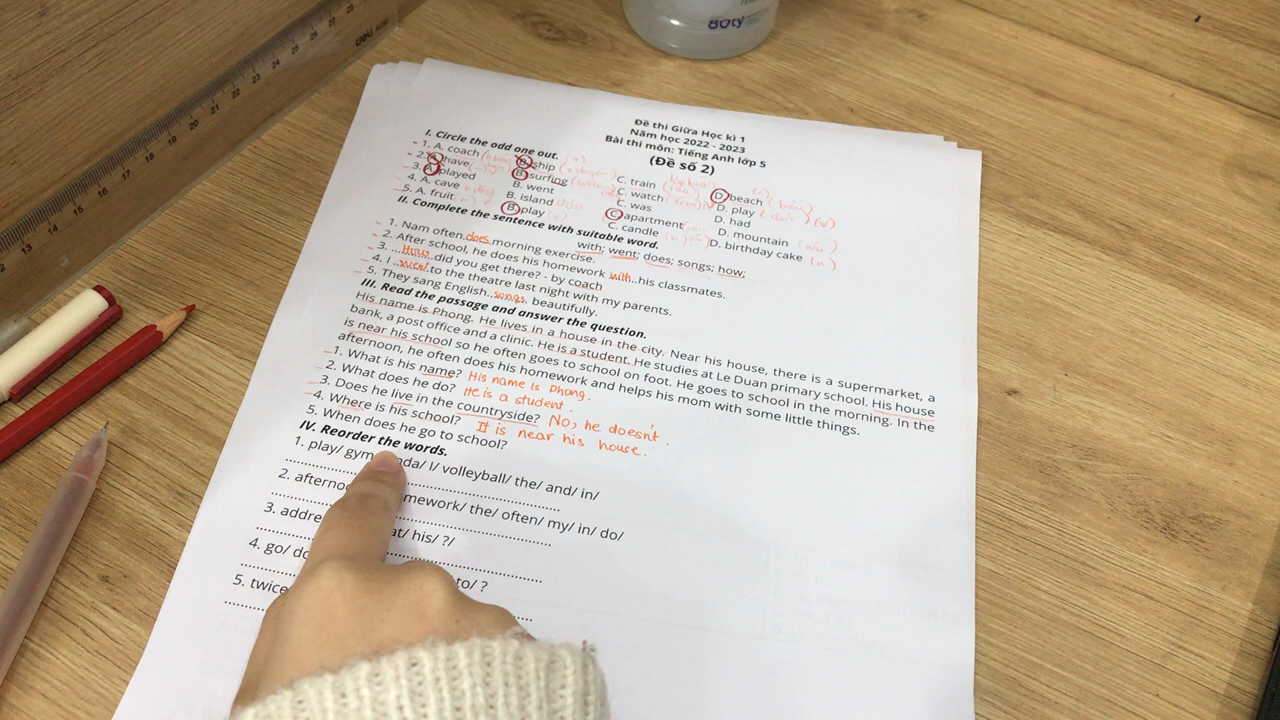 Đề thi Giữa Học kì 1
Năm học 2022 - 2023
Bài thi môn: Tiếng Anh lớp 5
(Đề số 2)
I. Circle the odd one out.
1. A. coach B. ship C. train D. beach
2. A. have B. surfing C. watch D. play
3. A. played B. went C. was D. had
4. A. cave B. island C. apartment D. mountain
5. A. fruit B. play C. candle D. birthday cake
II. Complete the sentence with suitable word.
with; went; does; songs; how;
1. Nam often does morning exercise.
2. After school, he does his homework with his classmates.
3. How did you get there? - by coach
4. I went to the theatre last night with my parents.
5. They sang English songs beautifully.
III. Read the passage and answer the question.
His name is Phong. He lives in a house in the city. Near his house, there is a supermarket, a
bank, a post office and a clinic. He is a student. He studies at Le Duan primary school. His house
is near his school so he often goes to school on foot. He goes to school in the morning. In the
afternoon, he often does his homework and helps his mom with some little things.
1. What is his name? His name is Phong.
2. What does he do? He is a student.
3. Does he live in the countryside? No, he doesn't.
4. Where is his school? It is near his house.
5. When does he go to school?
IV. Reorder the words.
1. play/ gym nda/ I/ volleyball/ the/ and/ in/
2. mework/ the/ often/ my/ in/ do/
3. at/ his/ ?/
4. go/ to/ ?
5. twice
deli